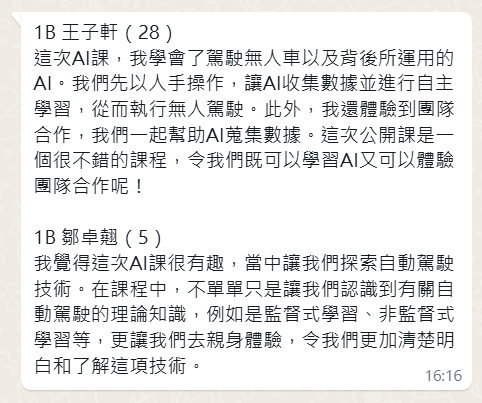 1B 王子軒（28）
這次AI課，我學會了駕駛無人車以及背後所運用的
AI。我們先以人手操作，讓AI收集數據並進行自主
學習，從而執行無人駕駛。此外，我還體驗到團隊
合作，我們一起幫助AI蒐集數據。這次公開課是一
個很不錯的課程，令我們既可以學習AI又可以體驗
團隊合作呢！

1B 鄒卓翹（5）
我覺得這次AI課很有趣，當中讓我們探索自動駕駛
技術。在課程中，不單單只是讓我們認識到有關自
動駕駛的理論知識，例如是監督式學習、非監督式
學習等，更讓我們去親身體驗，令我們更加清楚明
白和了解這項技術。
16:16